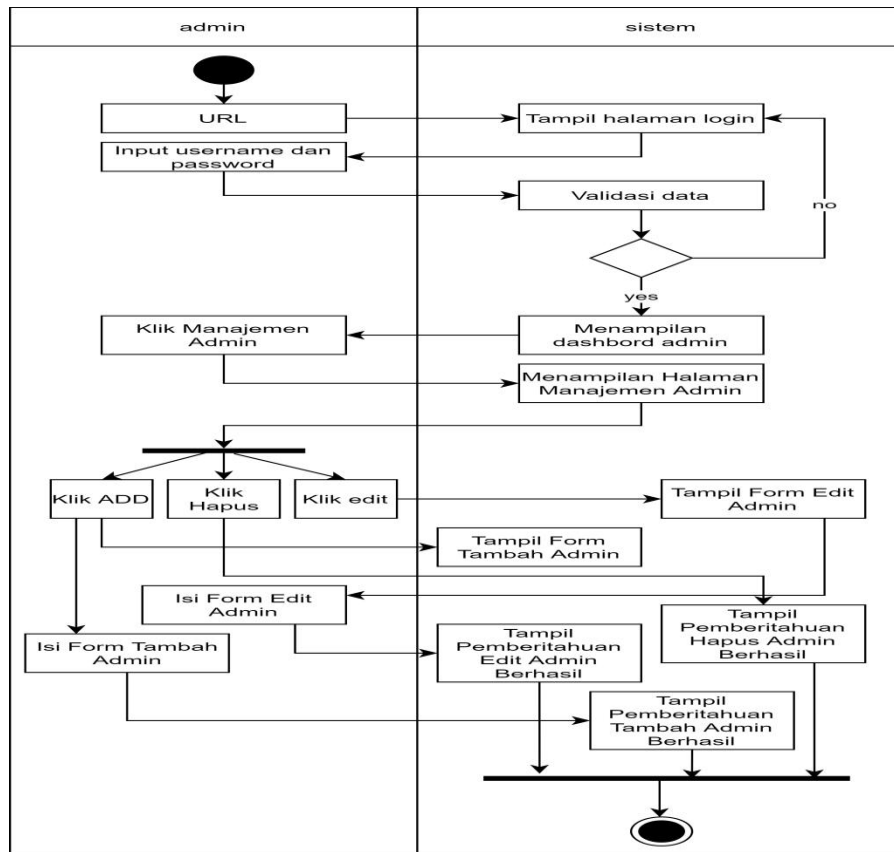 admin
sistem
URL
Tampil halaman login
Input username dan
password
Validasi data
no
yes
Klik Manajemen
Admin
Menampilan
dashbord admin
Menampilan Halaman
Manajemen Admin
Klik ADD
Klik
Hapus
Klik edit
Tampil Form Edit
Admin
Tampil Form
Tambah Admin
Isi Form Edit
Admin
Tampil
Pemberitahuan
Hapus Admin
Berhasil
Isi Form Tambah
Admin
Tampil
Pemberitahuan
Edit Admin
Berhasil
Tampil
Pemberitahuan
Tambah Admin
Berhasil